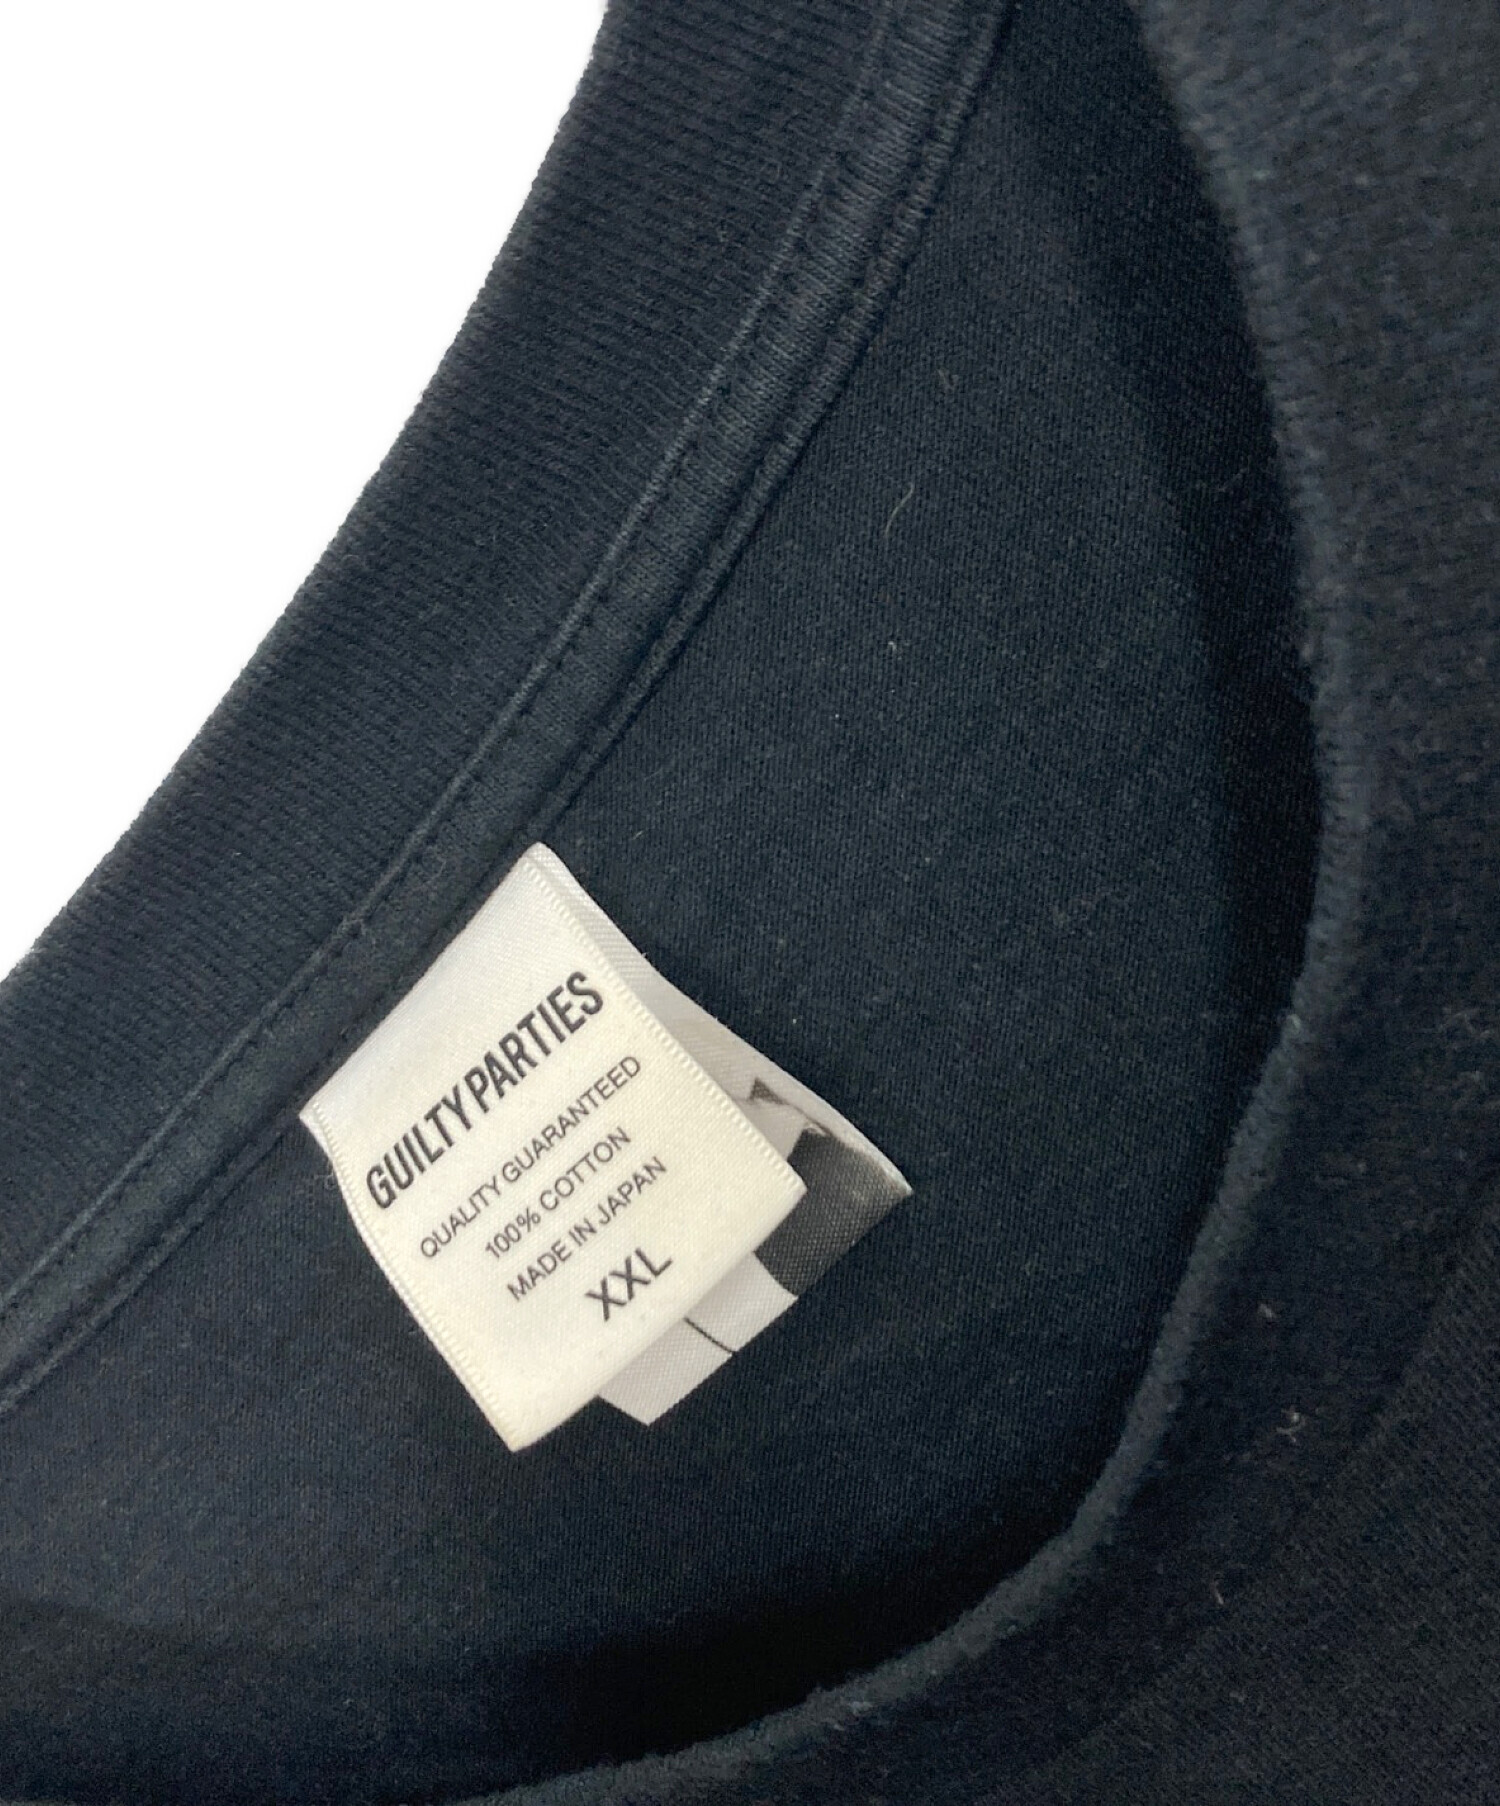 GUILTY PARTIES
QUALITY GUARANTEED
100% COTTON
MADE IN JAPAN
XXL